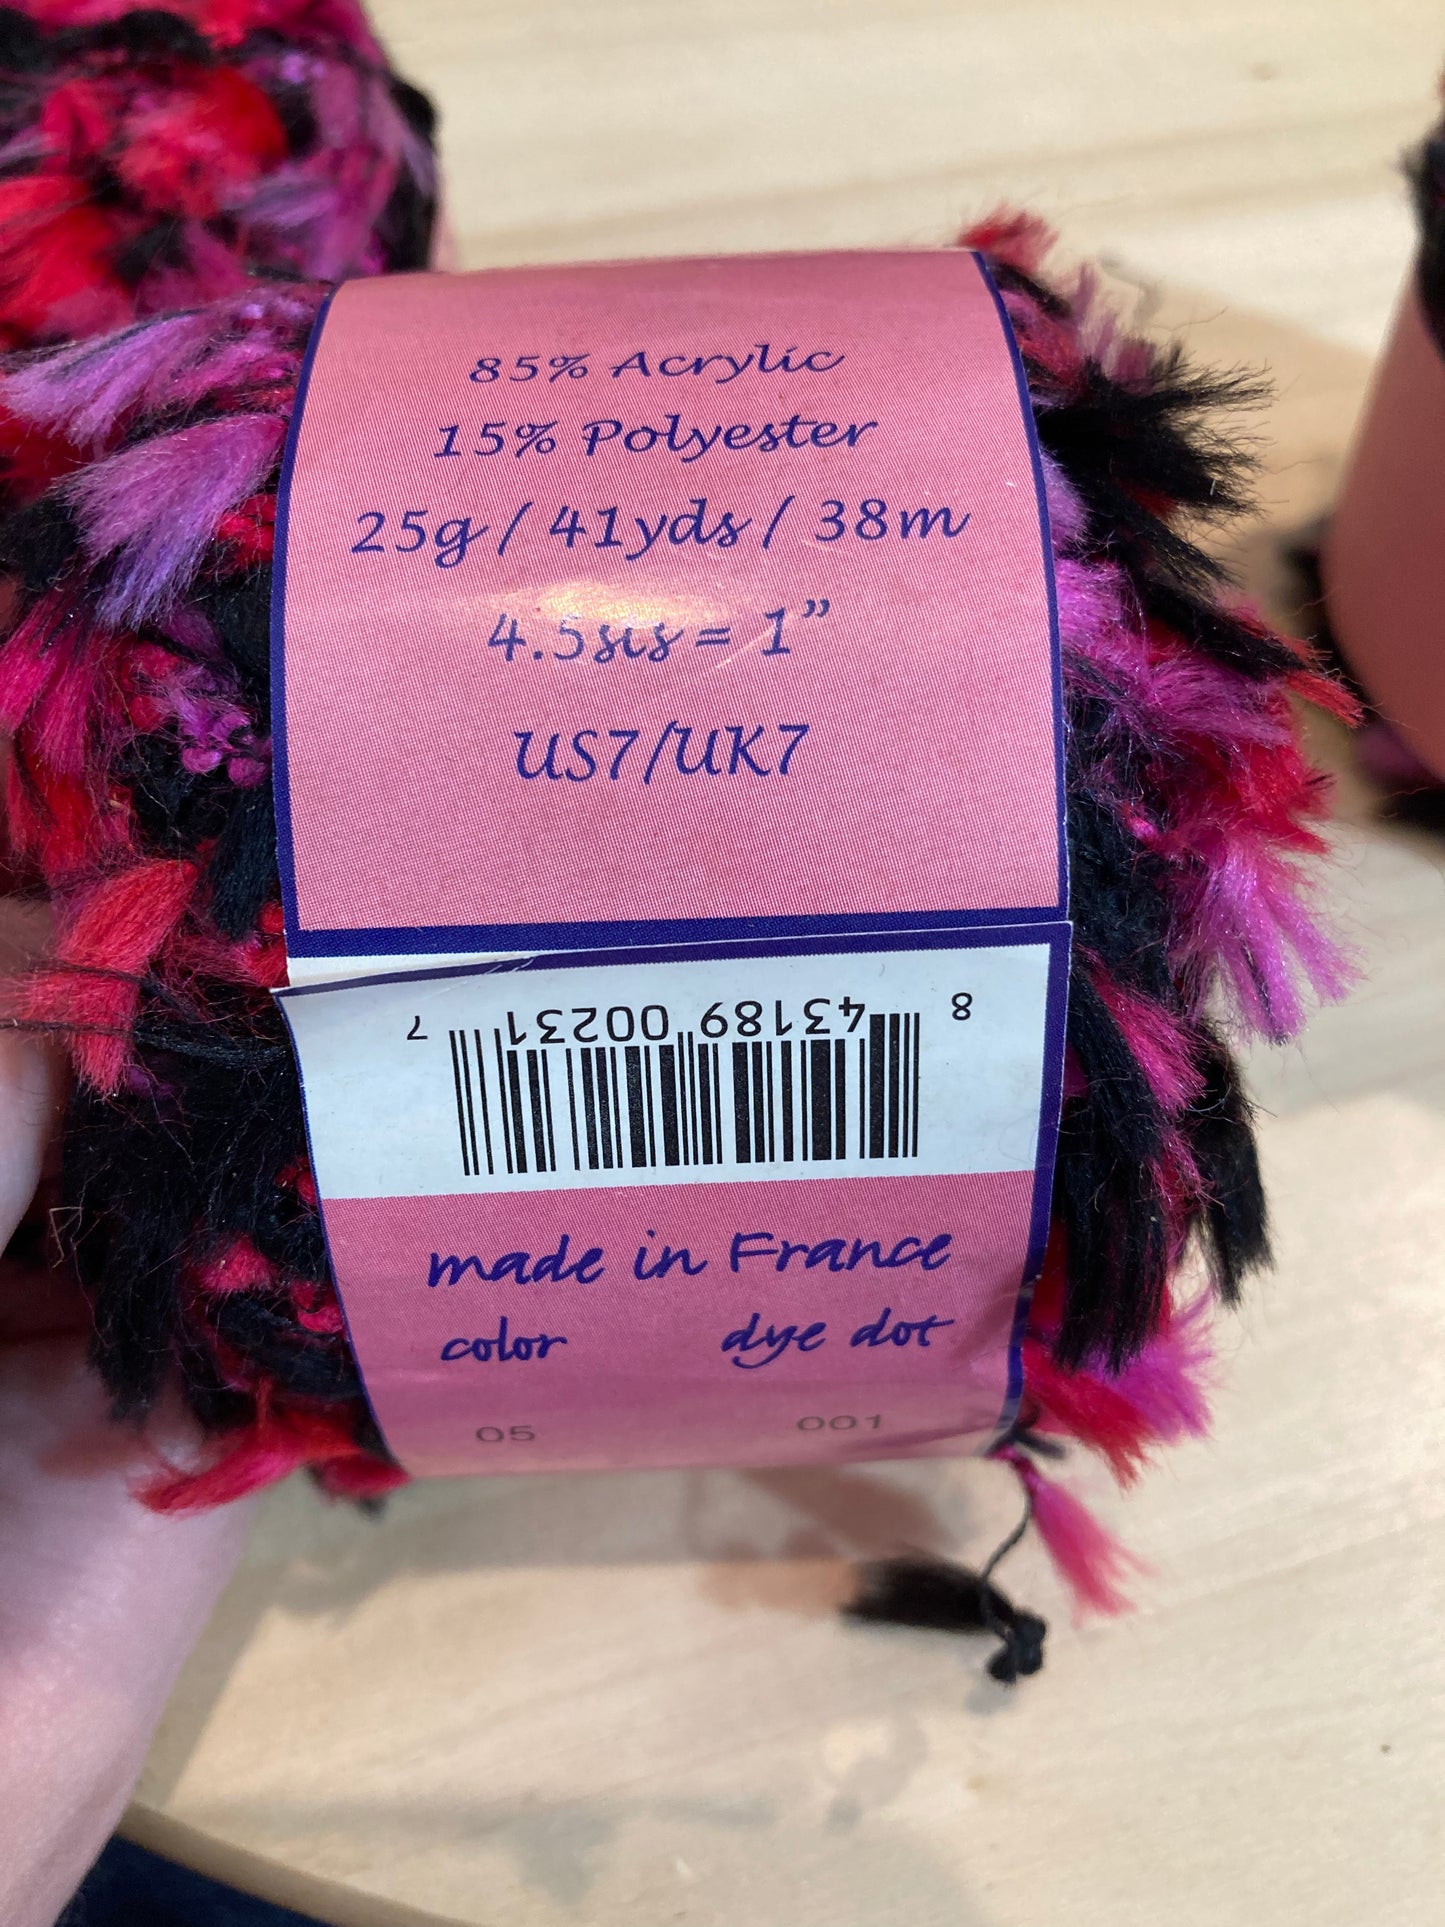 85% Acrylic
15% Polyester
25g / 41yds / 38m
4.5sts = 1”
US7/UK7
8 43189 00231 7
made in France
color dye dot
05 001